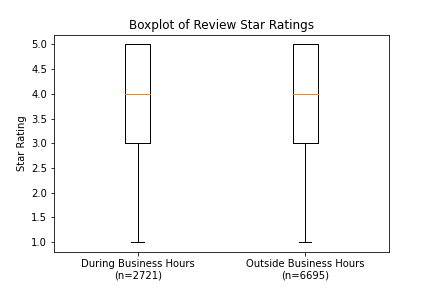 Boxplot of Review Star Ratings
Star Rating
5.0
4.5
4.0
3.5
3.0
2.5
2.0
1.5
1.0
During Business Hours
(n=2721)
Outside Business Hours
(n=6695)